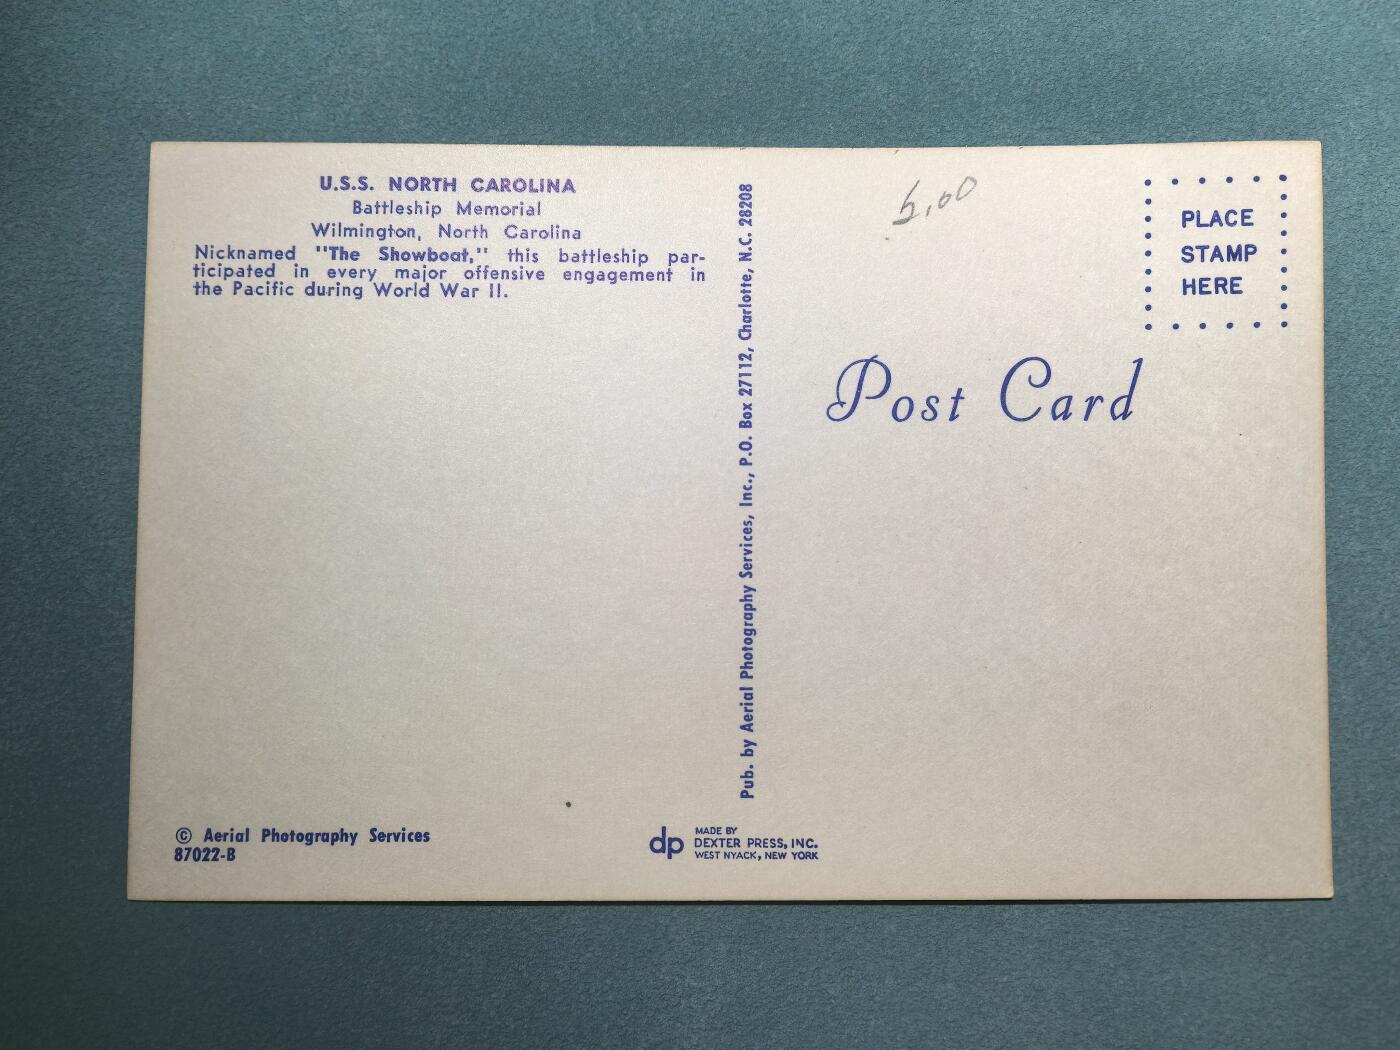 U.S.S. NORTH CAROLINA
Battleship Memorial
Wilmington, North Carolina
Nicknamed "The Showboat," this battleship par-
ticipated in every major offensive engagement in
the Pacific during World War II.
© Aerial Photography Services
87022-B
Pub. by Aerial Photography Services, Inc., P.O. Box 27112, Charlotte, N.C. 28208
dp
MADE BY
DEXTER PRESS, INC.
WEST NYACK, NEW YORK
5.00
PLACE
STAMP
HERE
Post Card